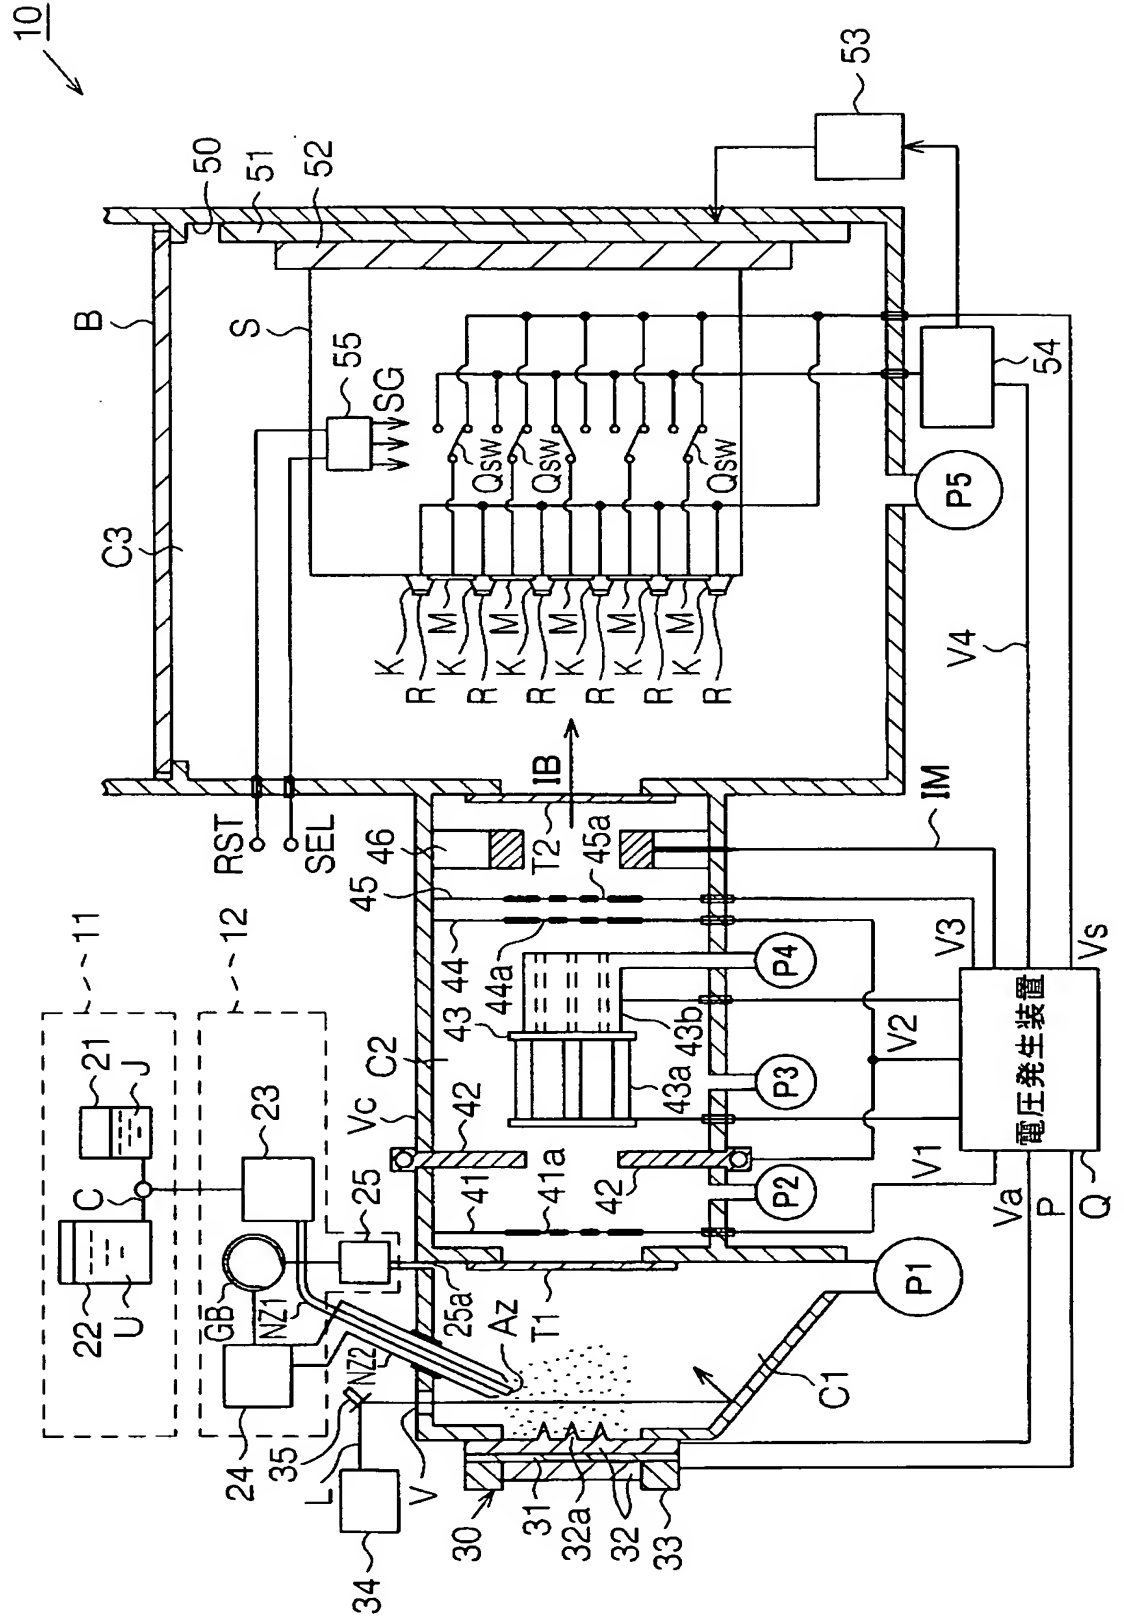 10
11
21
J
22
U
C
12
23
GB
NZ1
25
24
NZ2
35
L
34
V
25a
Az
T1
30
31
32a
32
33
C1
P1
Vc
C2
41
41a
42
42
43
43a
43b
44
44a
45
45a
46
T2
IB
P2
P3
P4
RST
SEL
B
C3
S
55
SG
50
51
52
53
54
Qsw
Qsw
Qsw
K
K
K
K
K
K
M
M
M
M
M
R
R
R
R
R
R
P5
V4
IM
V3
Vs
V2
V1
Va
P
Q
電圧発生装置